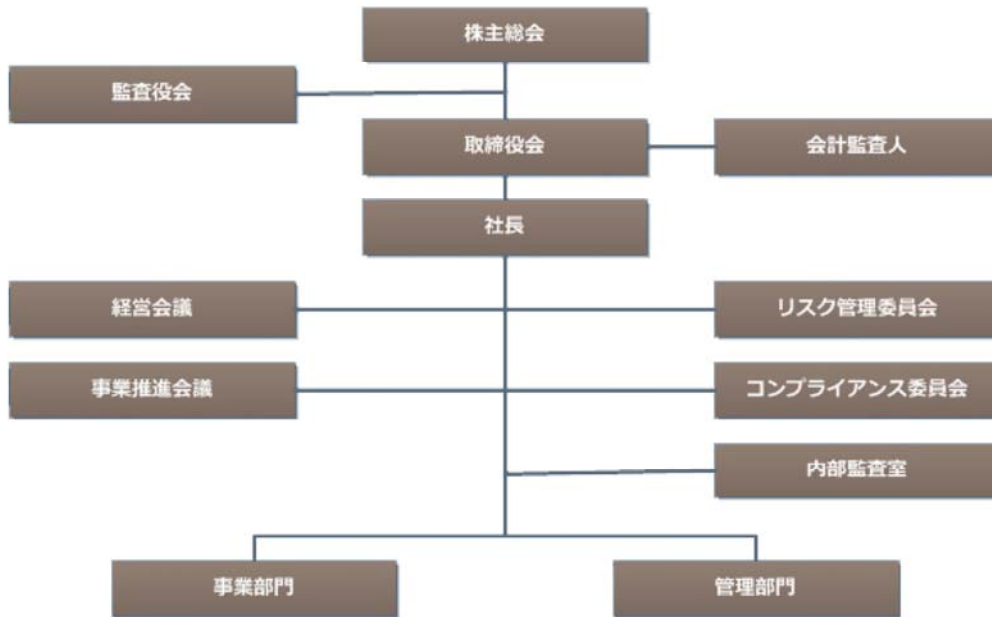 株主総会
監査役会
取締役会
会計監査人
社長
経営会議
リスク管理委員会
事業推進会議
コンプライアンス委員会
内部監査室
事業部門
管理部門